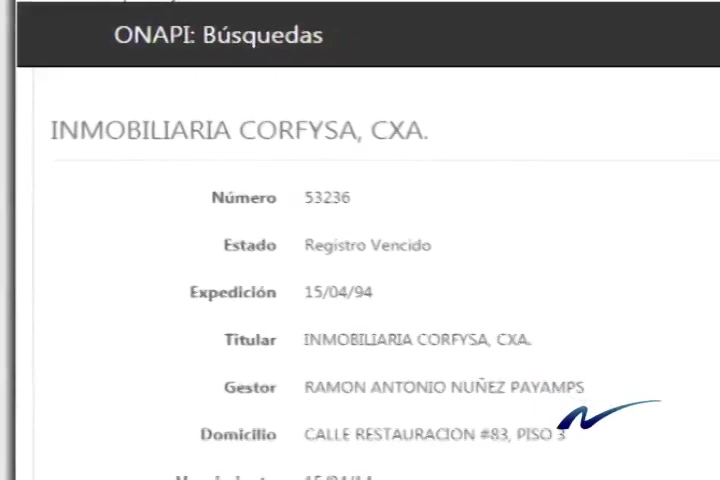 ONAPI: Búsquedas
INMOBILIARIA CORFYSA, CXA.
Número 53236
Estado Registro Vencido
Expedición 15/04/94
Titular INMOBILIARIA CORFYSA, CXA.
Gestor RAMON ANTONIO NUÑEZ PAYAMPS
Domicilio CALLE RESTAURACION #83, PISO 3